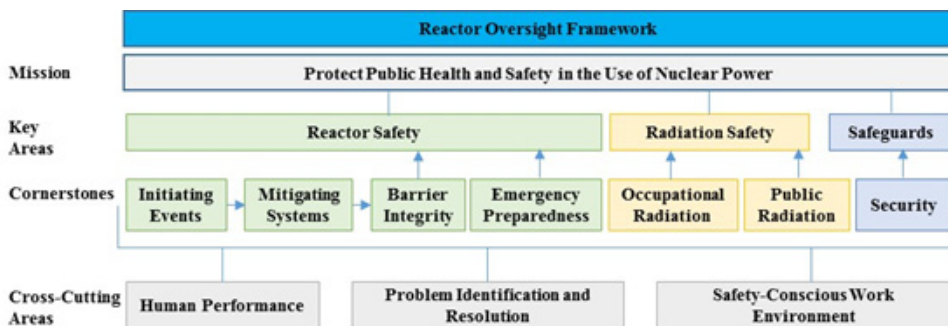 Reactor Oversight Framework
Mission
Protect Public Health and Safety in the Use of Nuclear Power
Key
Areas
Reactor Safety
Radiation Safety
Safeguards
Cornerstones
Initiating
Events
Mitigating
Systems
Barrier
Integrity
Emergency
Preparedness
Occupational
Radiation
Public
Radiation
Security
Cross-Cutting
Areas
Human Performance
Problem Identification and
Resolution
Safety-Conscious Work
Environment